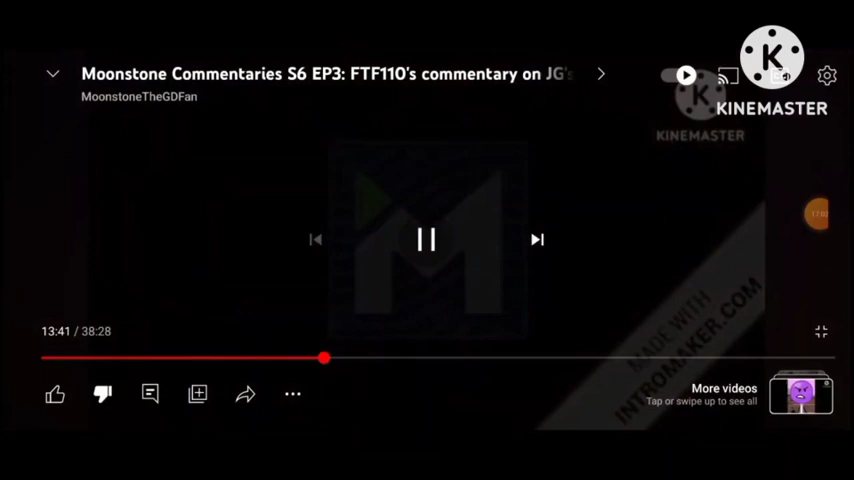 Moonstone Commentaries S6 EP3: FTF110's commentary on JG's
MoonstoneTheGDFan
KINEMASTER
KINEMASTER
13:41 / 38:28
MADE WITH
INTROMAKER.COM
More videos
Tap or swipe up to see all